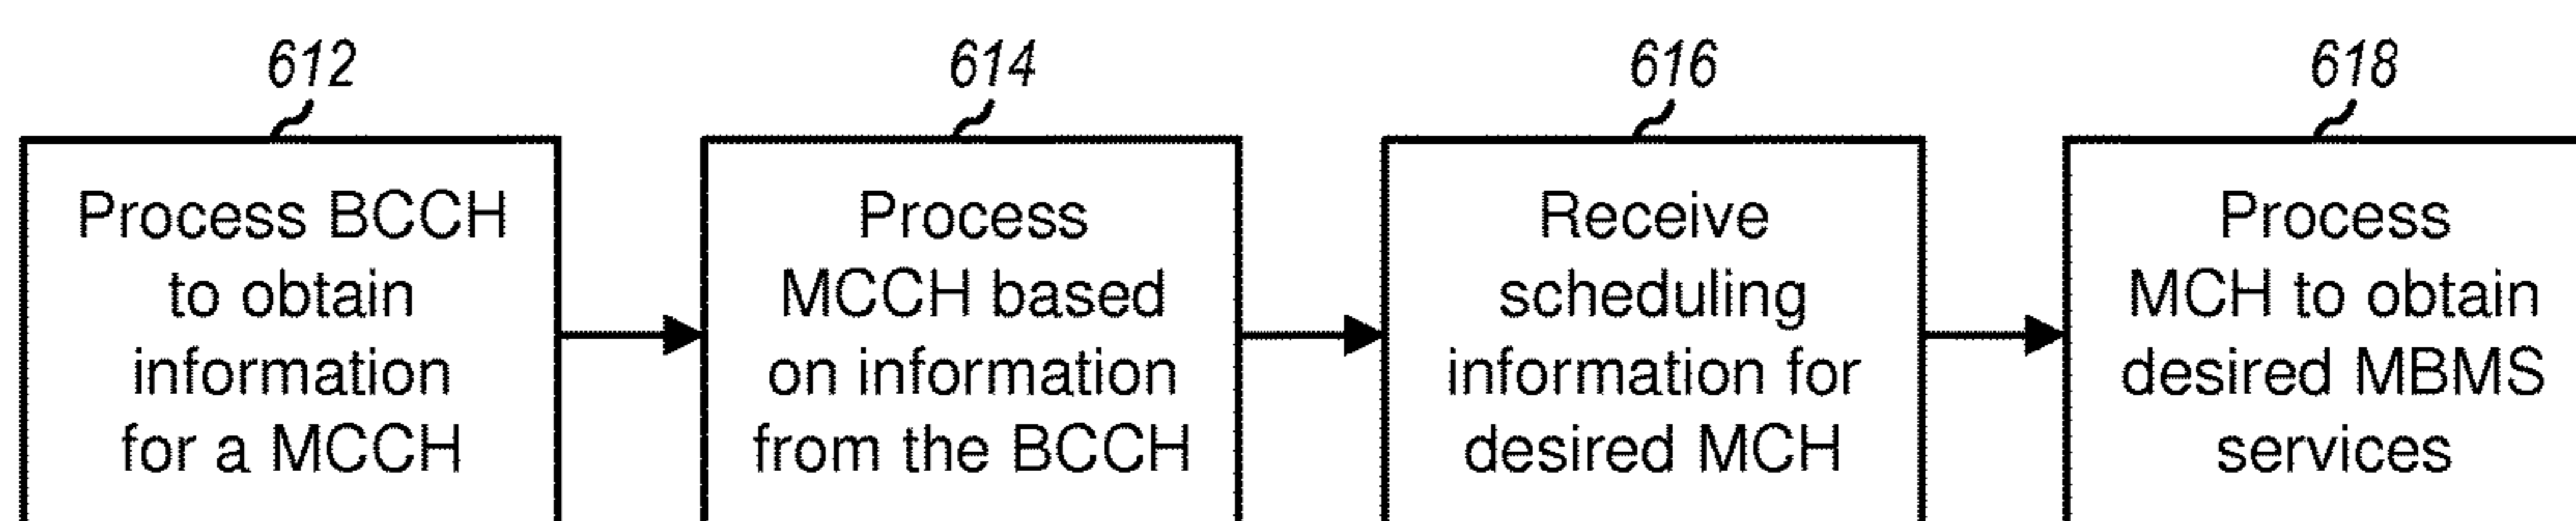 612
Process BCCH
to obtain
information
for a MCCH
614
Process
MCCH based
on information
from the BCCH
616
Receive
scheduling
information for
desired MCH
618
Process
MCH to obtain
desired MBMS
services